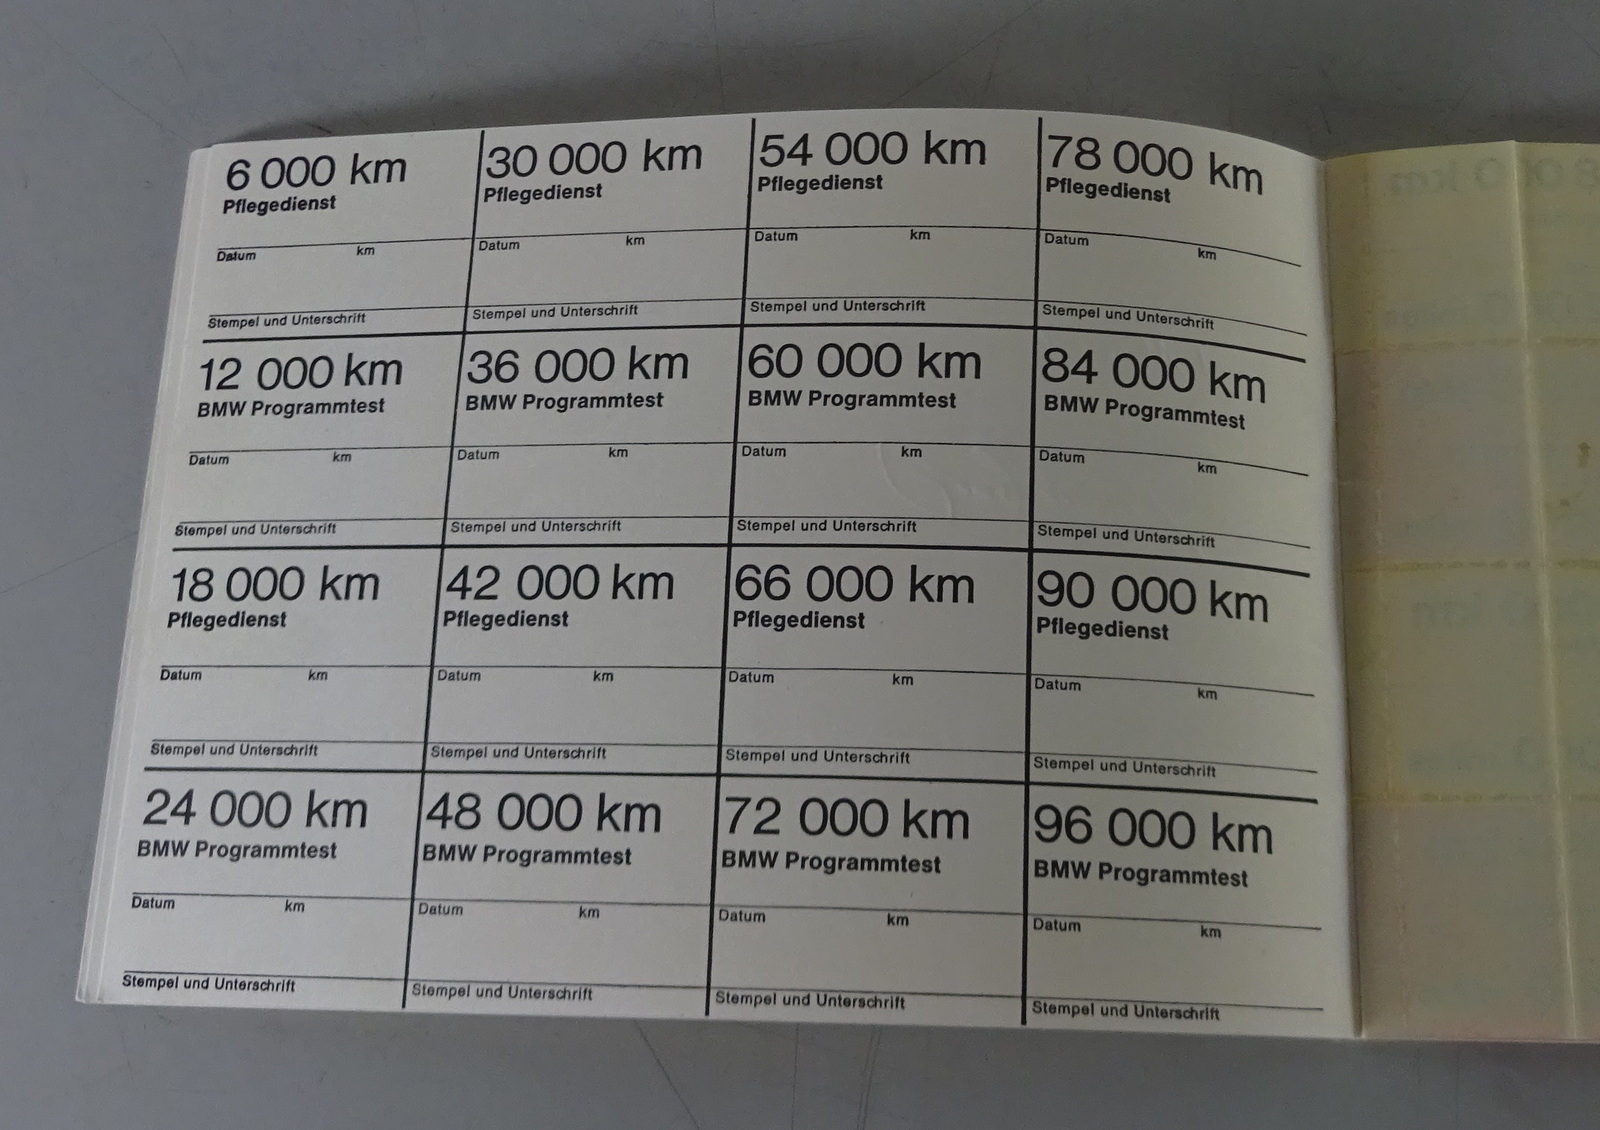 6 000 km
Pflegedienst
Datum km
Stempel und Unterschrift
12 000 km
BMW Programmtest
Datum km
Stempel und Unterschrift
18 000 km
Pflegedienst
Datum km
Stempel und Unterschrift
24 000 km
BMW Programmtest
Datum km
Stempel und Unterschrift
30 000 km
Pflegedienst
Datum km
Stempel und Unterschrift
36 000 km
BMW Programmtest
Datum km
Stempel und Unterschrift
42 000 km
Pflegedienst
Datum km
Stempel und Unterschrift
48 000 km
BMW Programmtest
Datum km
Stempel und Unterschrift
54 000 km
Pflegedienst
Datum km
Stempel und Unterschrift
60 000 km
BMW Programmtest
Datum km
Stempel und Unterschrift
66 000 km
Pflegedienst
Datum km
Stempel und Unterschrift
72 000 km
BMW Programmtest
Datum km
Stempel und Unterschrift
78 000 km
Pflegedienst
Datum km
Stempel und Unterschrift
84 000 km
BMW Programmtest
Datum km
Stempel und Unterschrift
90 000 km
Pflegedienst
Datum km
Stempel und Unterschrift
96 000 km
BMW Programmtest
Datum km
Stempel und Unterschrift